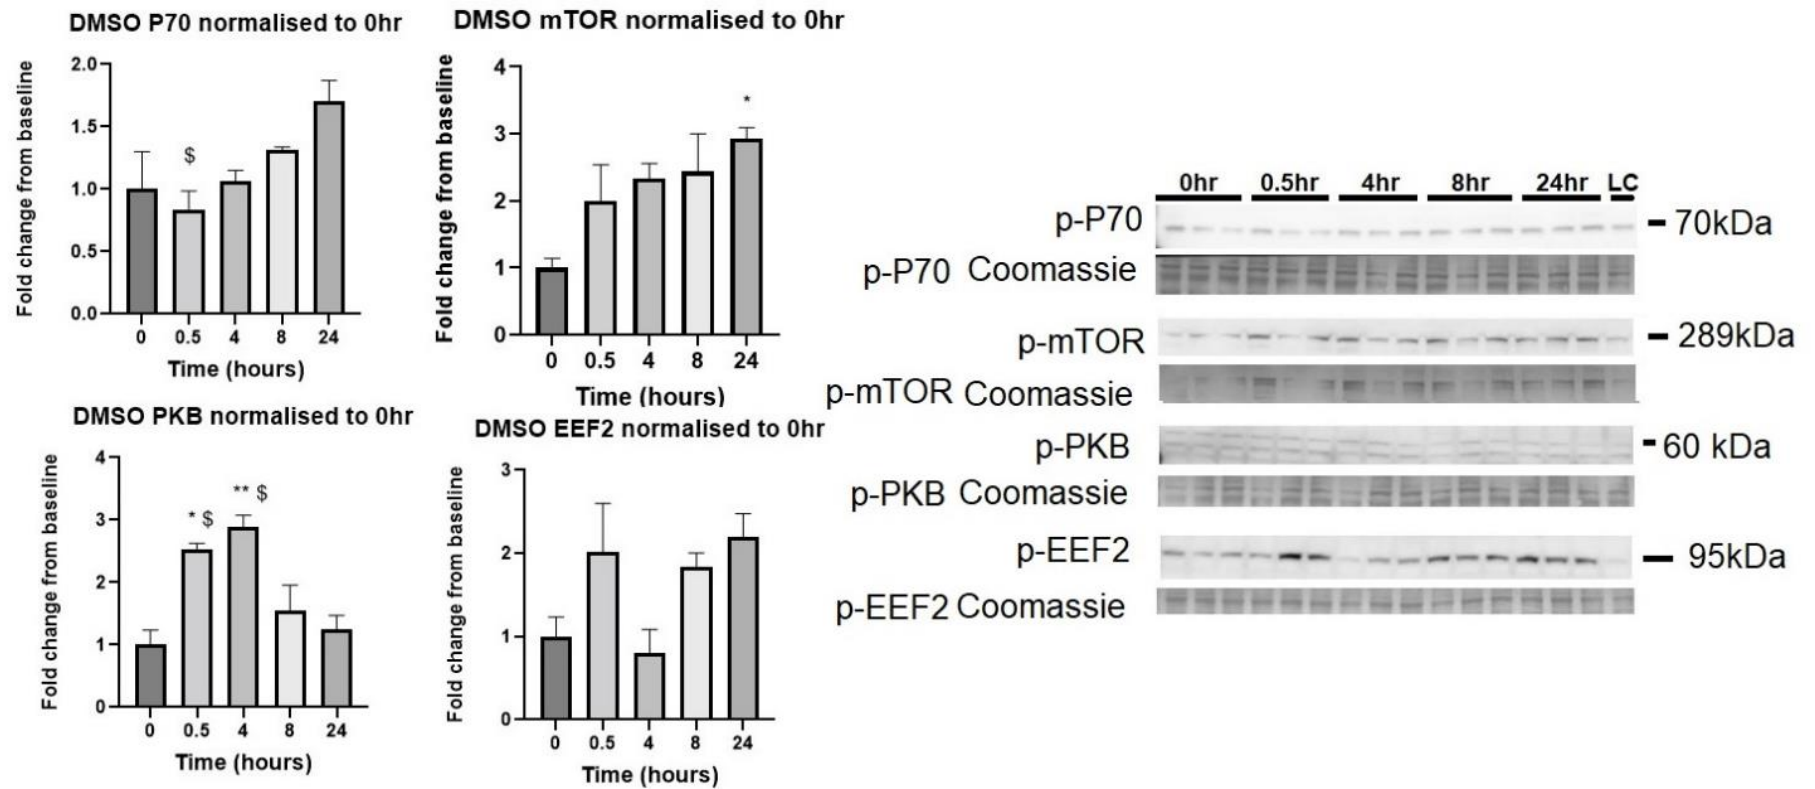 DMSO P70 normalised to 0hr
Fold change from baseline
2.0
1.5
1.0
0.5
0.0
$
0 0.5 4 8 24
Time (hours)
DMSO mTOR normalised to 0hr
Fold change from baseline
4
3
2
1
0
*
0 0.5 4 8 24
Time (hours)
DMSO PKB normalised to 0hr
Fold change from baseline
4
3
2
1
0
* $
** $
0 0.5 4 8 24
Time (hours)
DMSO EEF2 normalised to 0hr
Fold change from baseline
3
2
1
0
0 0.5 4 8 24
Time (hours)
0hr 0.5hr 4hr 8hr 24hr LC
p-P70 70kDa
p-P70 Coomassie
p-mTOR 289kDa
p-mTOR Coomassie
p-PKB 60 kDa
p-PKB Coomassie
p-EEF2 95kDa
p-EEF2 Coomassie